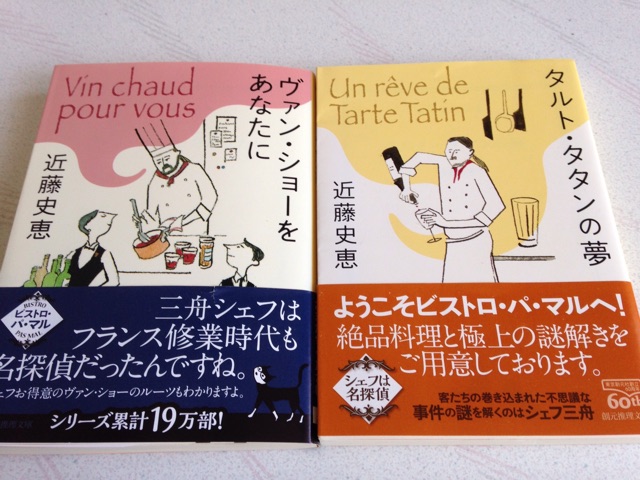 Vin chaud
pour vous
ヴァン・ショーを
あなたに
近藤史恵
BISTRO
ビストロ・
パ・マル
PAS MAL
三舟シェフは
フランス修業時代も
名探偵だったんですね。
シェフお得意のヴァン・ショーのルーツもわかりますよ。
シリーズ累計19万部!
Un rêve de
Tarte Tatin
タルト・タタンの夢
近藤史恵
ようこそビストロ・パ・マルへ!
絶品料理と極上の謎解きを
ご用意しております。
シェフは
名探偵
客たちの巻き込まれた不思議な
事件の謎を解くのはシェフ三舟
60th
創元推理文